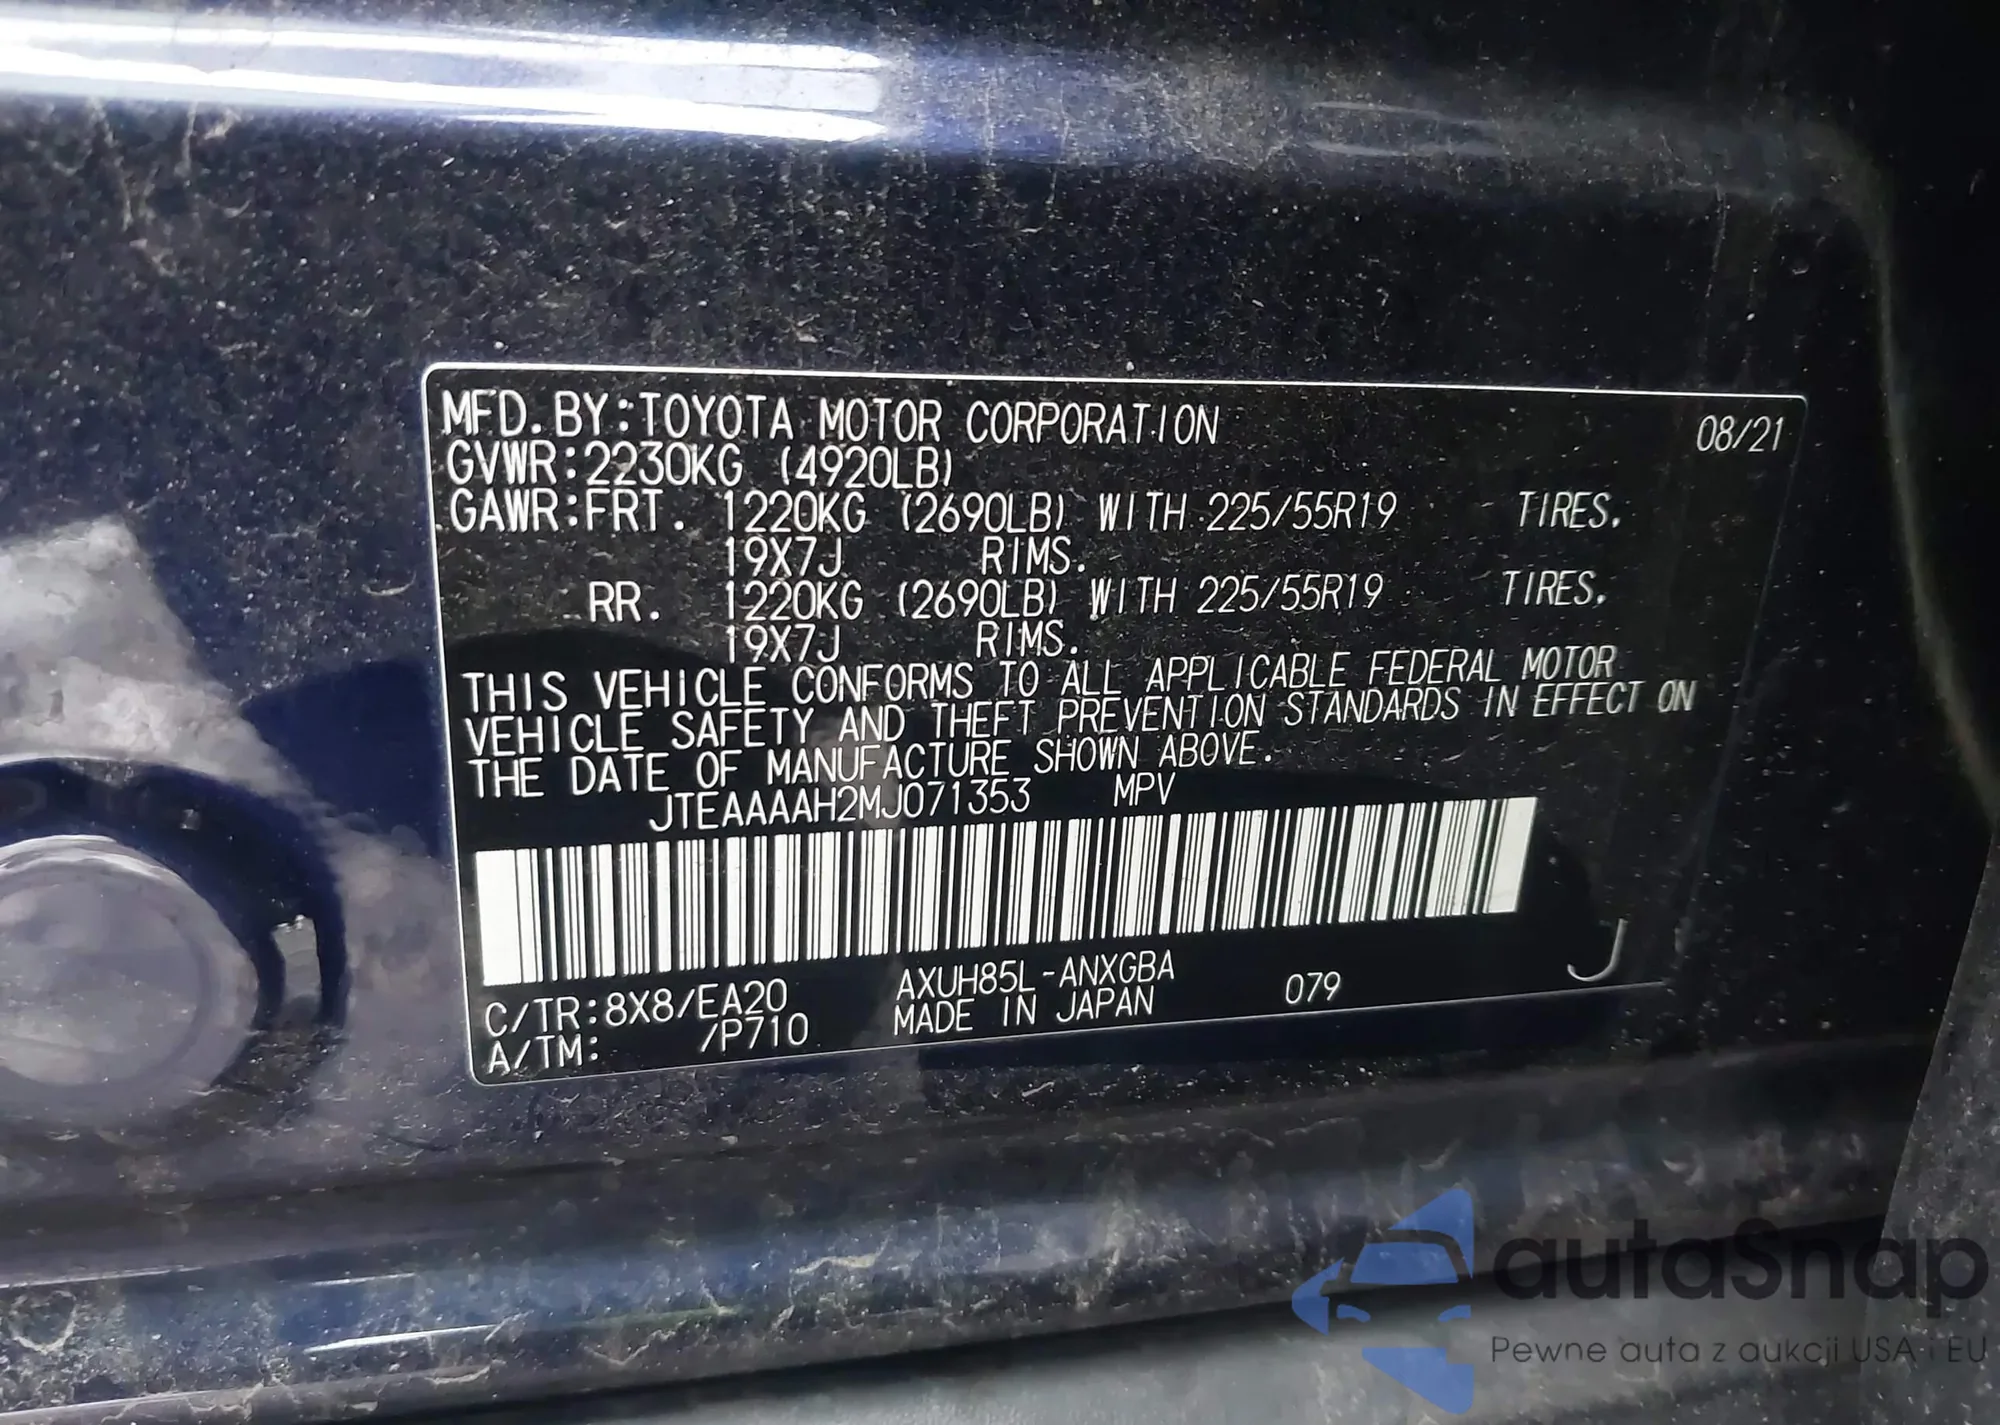 MFD. BY:TOYOTA MOTOR CORPORATION 08/21
GVWR:2230KG (4920LB)
GAWR:FRT. 1220KG (2690LB) WITH 225/55R19 TIRES.
19X7J RIMS.
RR. 1220KG (2690LB) WITH 225/55R19 TIRES.
19X7J RIMS.
THIS VEHICLE CONFORMS TO ALL APPLICABLE FEDERAL MOTOR
VEHICLE SAFETY AND THEFT PREVENTION STANDARDS IN EFFECT ON
THE DATE OF MANUFACTURE SHOWN ABOVE.
JTEAAAAH2MJ071353 MPV
C/TR:8X8/EA20 AXUH85L-ANXGBA 079 J
A/TM: /P710 MADE IN JAPAN
autaSnap
Pewne auta z aukcji USA i EU